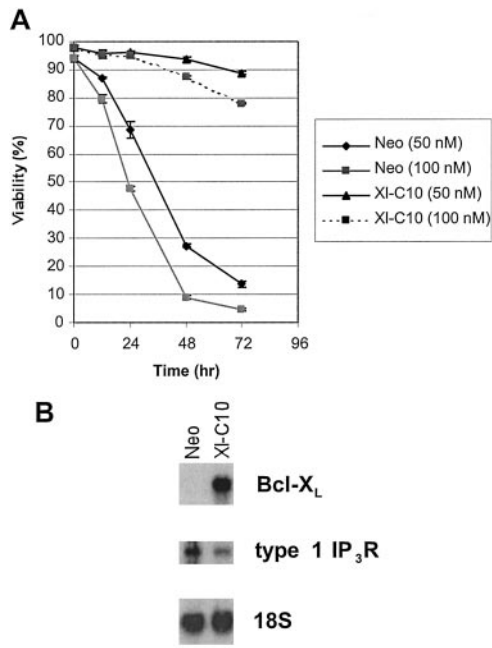 A
100
90
80
70
60
50
40
30
20
10
0
Viability (%)
0 24 48 72 96
Time (hr)
Neo (50 nM)
Neo (100 nM)
Xl-C10 (50 nM)
Xl-C10 (100 nM)
B
Neo
Xl-C10
Bcl-X_L
type 1 IP₃R
18S